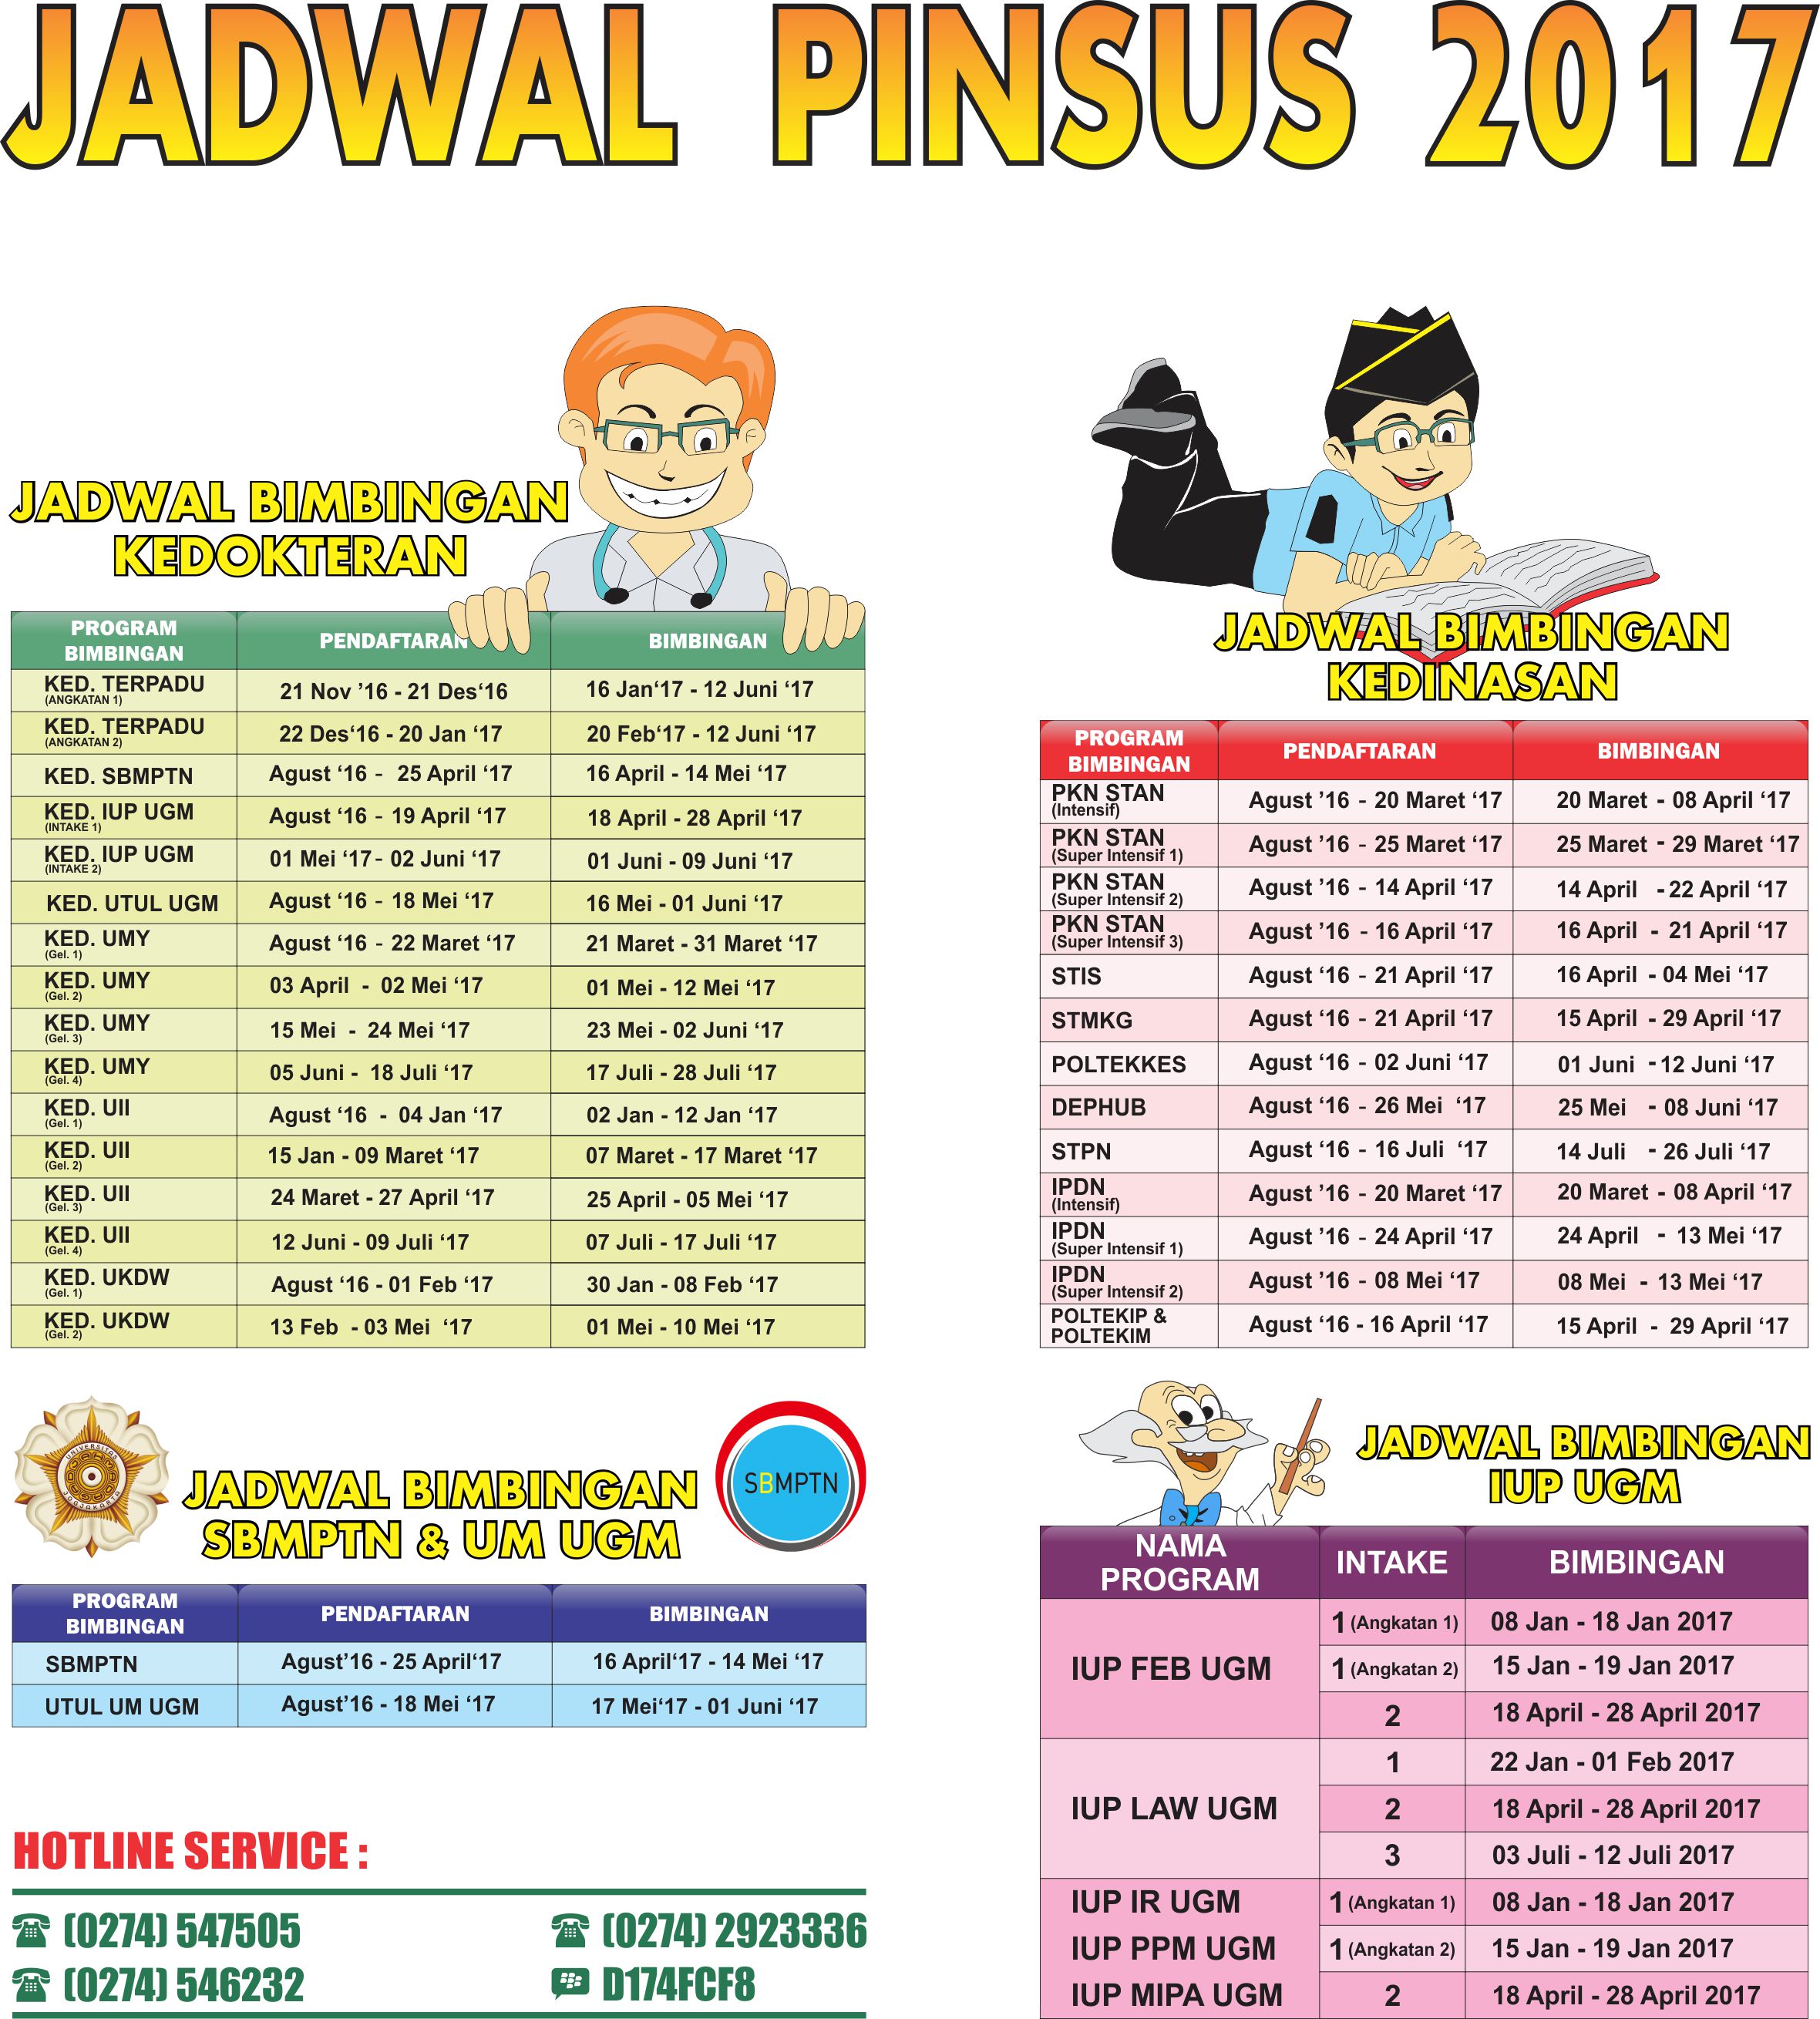 JADWAL PINSUS 2017
JADWAL BIMBINGAN
KEDOKTERAN
PROGRAM
BIMBINGAN
PENDAFTARAN
BIMBINGAN
KED. TERPADU
(ANGKATAN 1)
21 Nov ’16 - 21 Des‘16
16 Jan‘17 - 12 Juni ‘17
KED. TERPADU
(ANGKATAN 2)
22 Des‘16 - 20 Jan ‘17
20 Feb‘17 - 12 Juni ‘17
KED. SBMPTN
Agust ‘16 - 25 April ‘17
16 April - 14 Mei ‘17
KED. IUP UGM
(INTAKE 1)
Agust ‘16 - 19 April ‘17
18 April - 28 April ‘17
KED. IUP UGM
(INTAKE 2)
01 Mei ‘17- 02 Juni ‘17
01 Juni - 09 Juni ‘17
KED. UTUL UGM
Agust ‘16 - 18 Mei ‘17
16 Mei - 01 Juni ‘17
KED. UMY
(Gel. 1)
Agust ‘16 - 22 Maret ‘17
21 Maret - 31 Maret ‘17
KED. UMY
(Gel. 2)
03 April - 02 Mei ‘17
01 Mei - 12 Mei ‘17
KED. UMY
(Gel. 3)
15 Mei - 24 Mei ‘17
23 Mei - 02 Juni ‘17
KED. UMY
(Gel. 4)
05 Juni - 18 Juli ‘17
17 Juli - 28 Juli ‘17
KED. UII
(Gel. 1)
Agust ‘16 - 04 Jan ‘17
02 Jan - 12 Jan ‘17
KED. UII
(Gel. 2)
15 Jan - 09 Maret ‘17
07 Maret - 17 Maret ‘17
KED. UII
(Gel. 3)
24 Maret - 27 April ‘17
25 April - 05 Mei ‘17
KED. UII
(Gel. 4)
12 Juni - 09 Juli ‘17
07 Juli - 17 Juli ‘17
KED. UKDW
(Gel. 1)
Agust ‘16 - 01 Feb ‘17
30 Jan - 08 Feb ‘17
KED. UKDW
(Gel. 2)
13 Feb - 03 Mei ‘17
01 Mei - 10 Mei ‘17
JADWAL BIMBINGAN
KEDINASAN
PROGRAM
BIMBINGAN
PENDAFTARAN
BIMBINGAN
PKN STAN
(Intensif)
Agust ’16 - 20 Maret ‘17
20 Maret - 08 April ‘17
PKN STAN
(Super Intensif 1)
Agust ’16 - 25 Maret ‘17
25 Maret - 29 Maret ‘17
PKN STAN
(Super Intensif 2)
Agust ’16 - 14 April ‘17
14 April - 22 April ‘17
PKN STAN
(Super Intensif 3)
Agust ’16 - 16 April ‘17
16 April - 21 April ‘17
STIS
Agust ‘16 - 21 April ‘17
16 April - 04 Mei ‘17
STMKG
Agust ‘16 - 21 April ‘17
15 April - 29 April ‘17
POLTEKKES
Agust ‘16 - 02 Juni ‘17
01 Juni - 12 Juni ‘17
DEPHUB
Agust ‘16 - 26 Mei ‘17
25 Mei - 08 Juni ‘17
STPN
Agust ‘16 - 16 Juli ‘17
14 Juli - 26 Juli ‘17
IPDN
(Intensif)
Agust ’16 - 20 Maret ‘17
20 Maret - 08 April ‘17
IPDN
(Super Intensif 1)
Agust ’16 - 24 April ‘17
24 April - 13 Mei ‘17
IPDN
(Super Intensif 2)
Agust ’16 - 08 Mei ‘17
08 Mei - 13 Mei ‘17
POLTEKIP &
POLTEKIM
Agust ‘16 - 16 April ‘17
15 April - 29 April ‘17
UNIVERSITAS
JADWAL BIMBINGAN
SBMPTN & UM UGM
SBMPTN
PROGRAM
BIMBINGAN
PENDAFTARAN
BIMBINGAN
SBMPTN
Agust’16 - 25 April‘17
16 April‘17 - 14 Mei ‘17
UTUL UM UGM
Agust’16 - 18 Mei ‘17
17 Mei‘17 - 01 Juni ‘17
JADWAL BIMBINGAN
IUP UGM
NAMA
PROGRAM
INTAKE
BIMBINGAN
IUP FEB UGM
1 (Angkatan 1)
08 Jan - 18 Jan 2017
1 (Angkatan 2)
15 Jan - 19 Jan 2017
2
18 April - 28 April 2017
IUP LAW UGM
1
22 Jan - 01 Feb 2017
2
18 April - 28 April 2017
3
03 Juli - 12 Juli 2017
IUP IR UGM
1 (Angkatan 1)
08 Jan - 18 Jan 2017
IUP PPM UGM
1 (Angkatan 2)
15 Jan - 19 Jan 2017
IUP MIPA UGM
2
18 April - 28 April 2017
HOTLINE SERVICE :
(0274) 547505
(0274) 2923336
(0274) 546232
D174FCF8